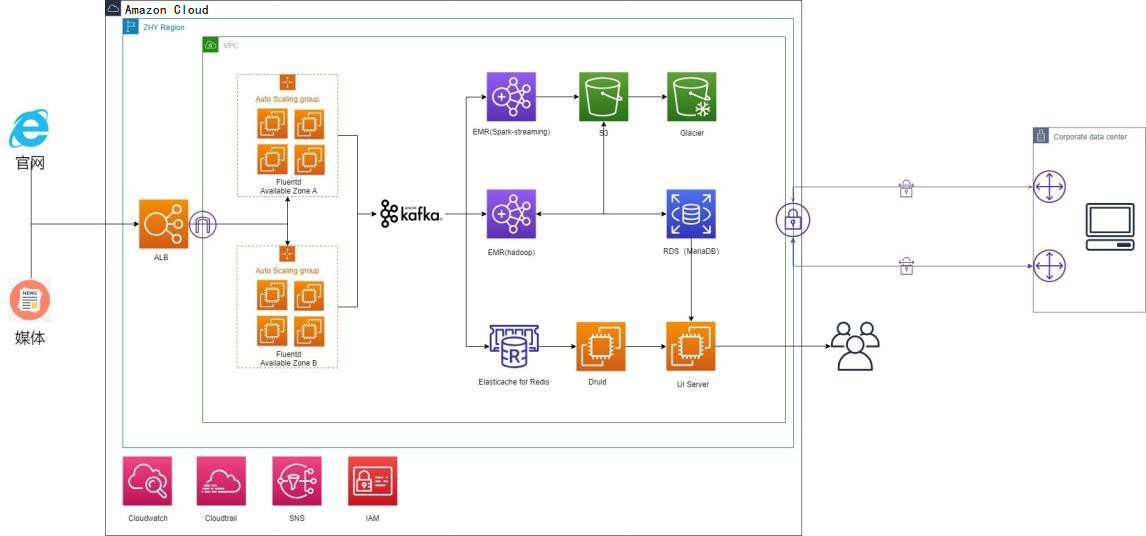 Amazon Cloud
ZHY Region
VPC
Auto Scaling group
Fluentd
Available Zone A
官网
NEWS
媒体
ALB
Auto Scaling group
Fluentd
Available Zone B
APACHE
kafka
EMR(Spark-streaming)
S3
Glacier
EMR(hadoop)
RDS（MariaDB）
R
Elasticache for Redis
Druid
UI Server
Corporate data center
Cloudwatch
Cloudtrail
SNS
IAM